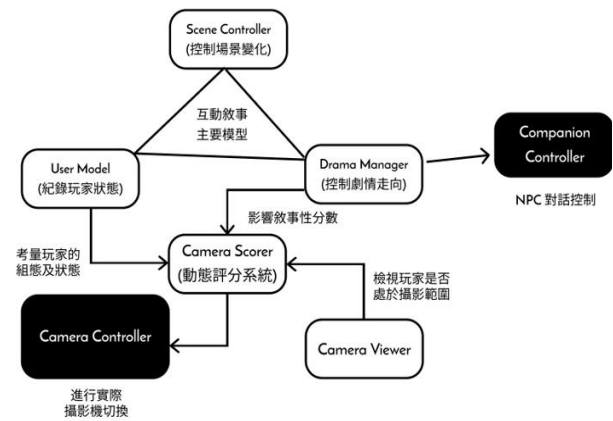 Scene Controller
(控制場景變化)
互動敘事
主要模型
User Model
(紀錄玩家狀態)
Drama Manager
(控制劇情走向)
Companion
Controller
NPC 對話控制
影響敘事性分數
考量玩家的
組態及狀態
Camera Scorer
(動態評分系統)
檢視玩家是否
處於攝影範圍
Camera Controller
Camera Viewer
進行實際
攝影機切換